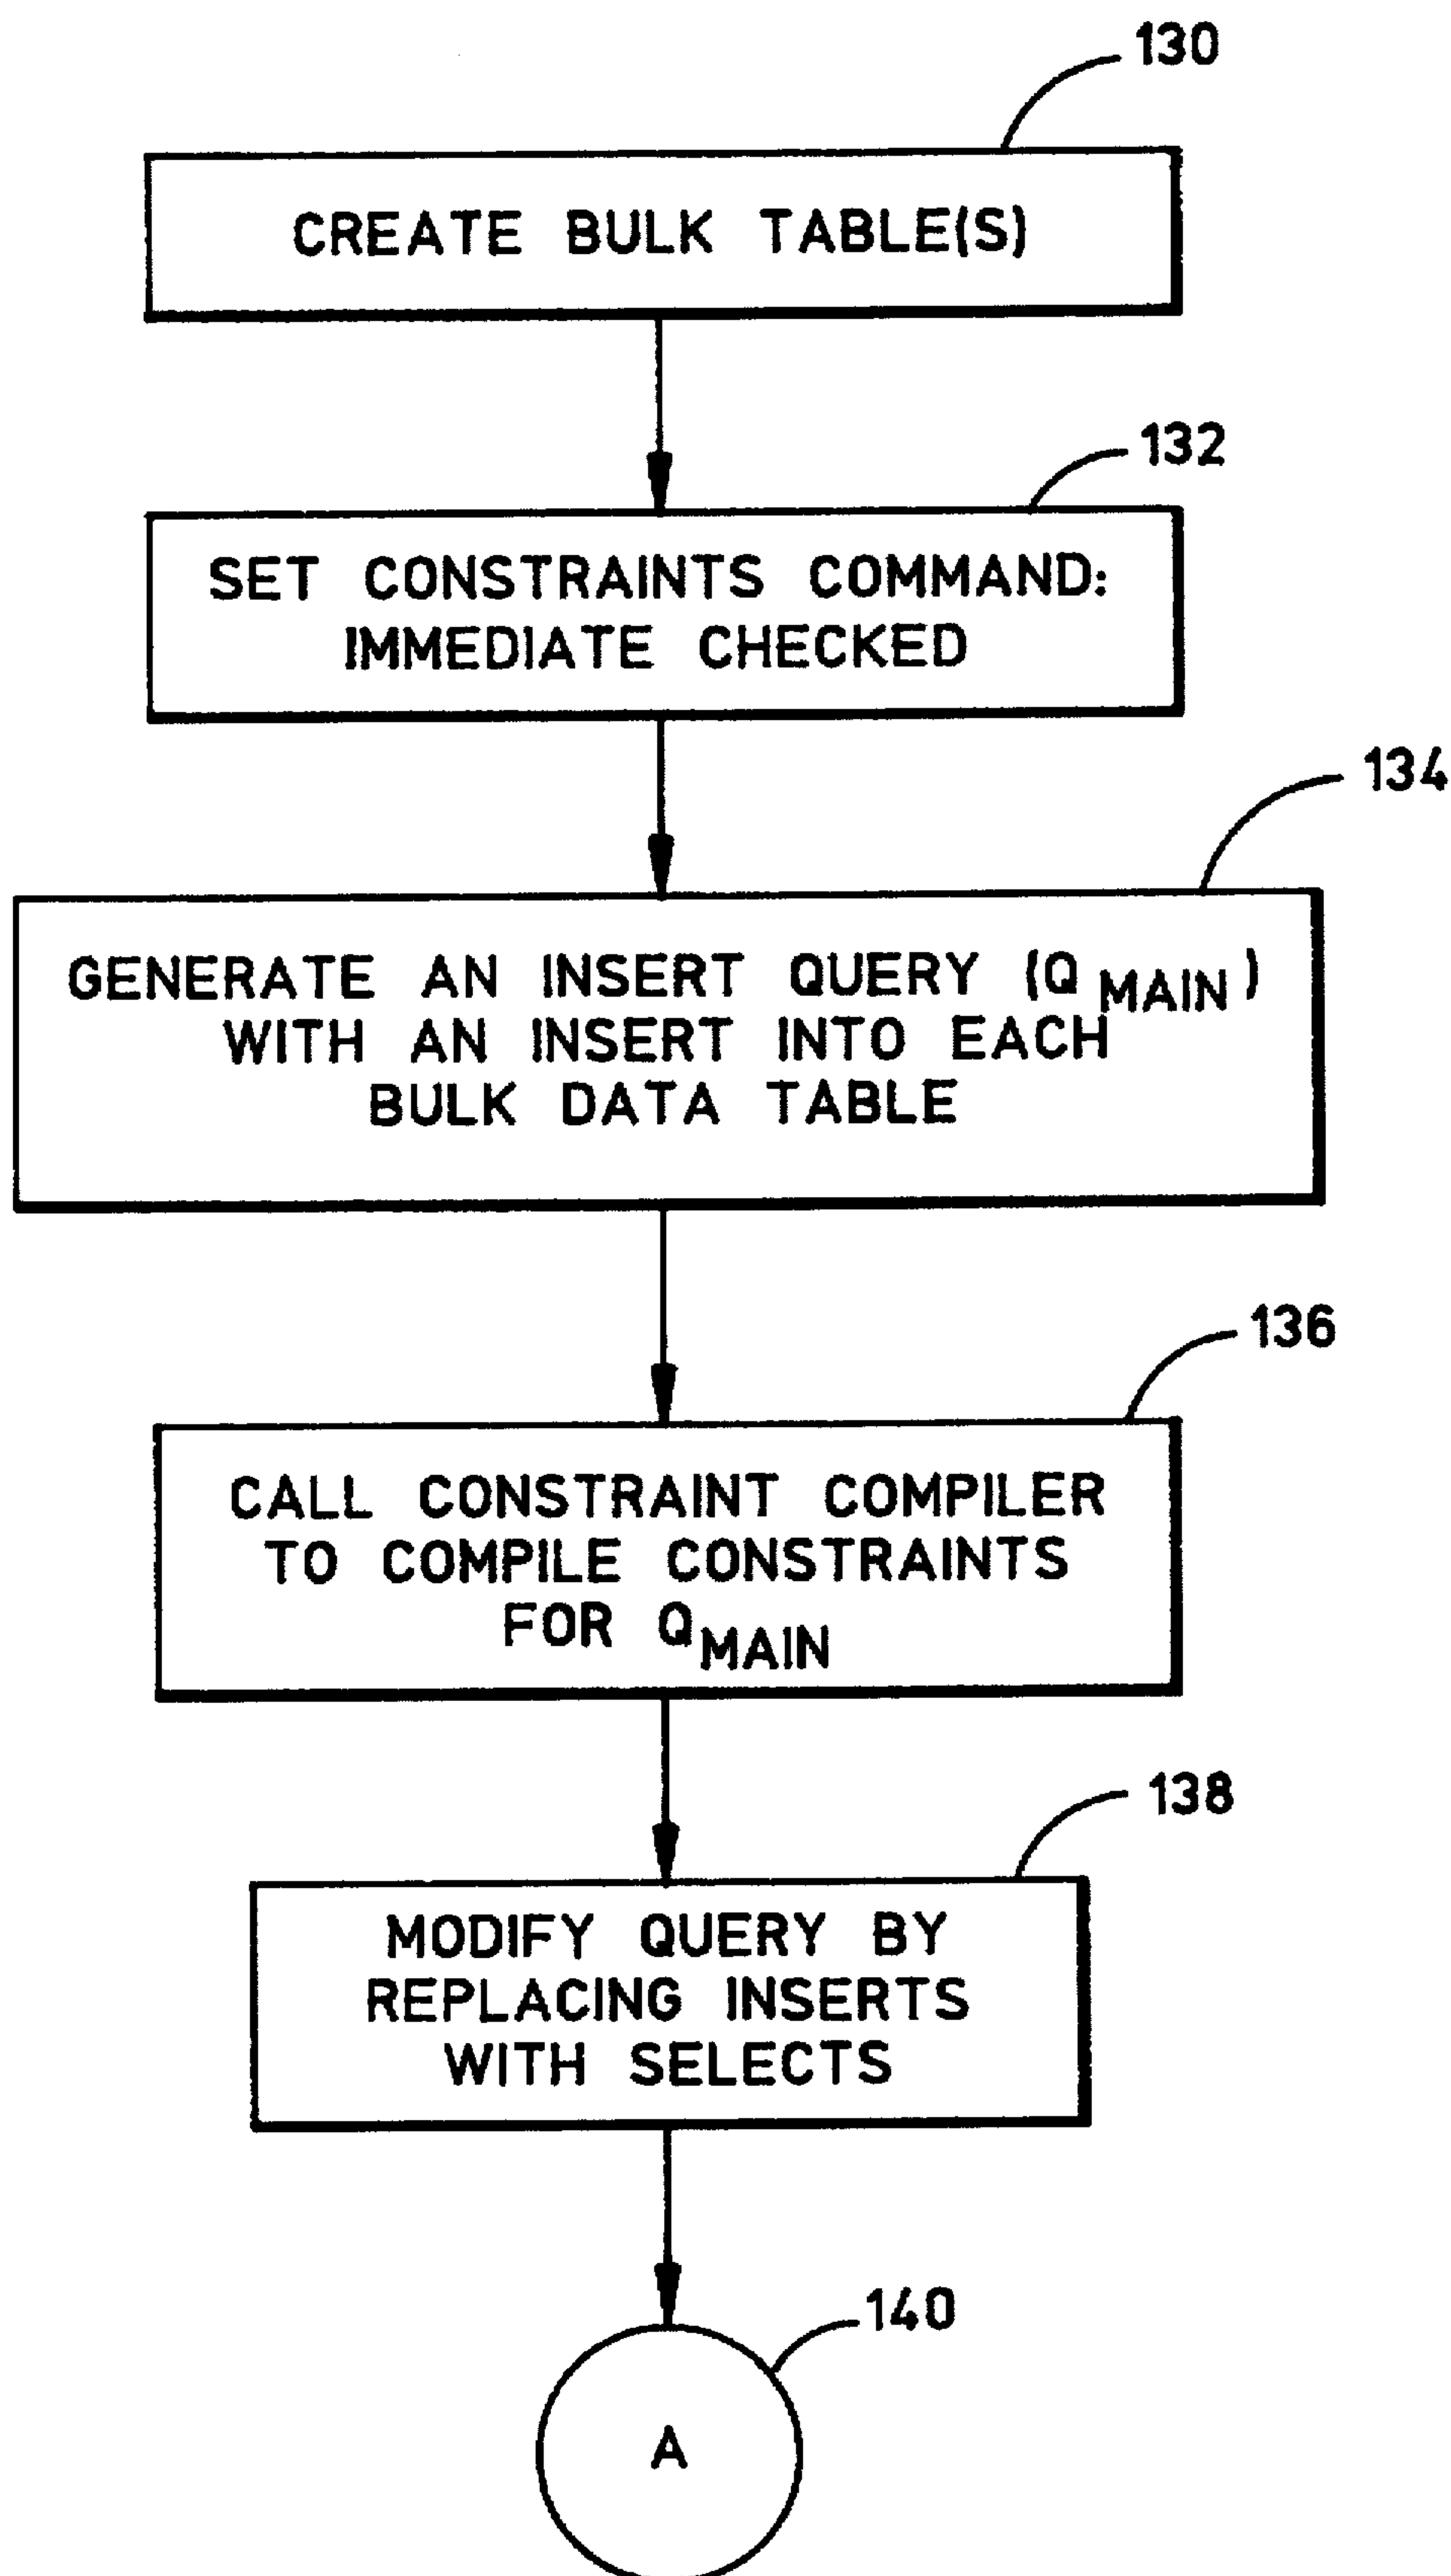 130
CREATE BULK TABLE(S)
132
SET CONSTRAINTS COMMAND:
IMMEDIATE CHECKED
134
GENERATE AN INSERT QUERY (Q MAIN)
WITH AN INSERT INTO EACH
BULK DATA TABLE
136
CALL CONSTRAINT COMPILER
TO COMPILE CONSTRAINTS
FOR Q MAIN
138
MODIFY QUERY BY
REPLACING INSERTS
WITH SELECTS
140
A